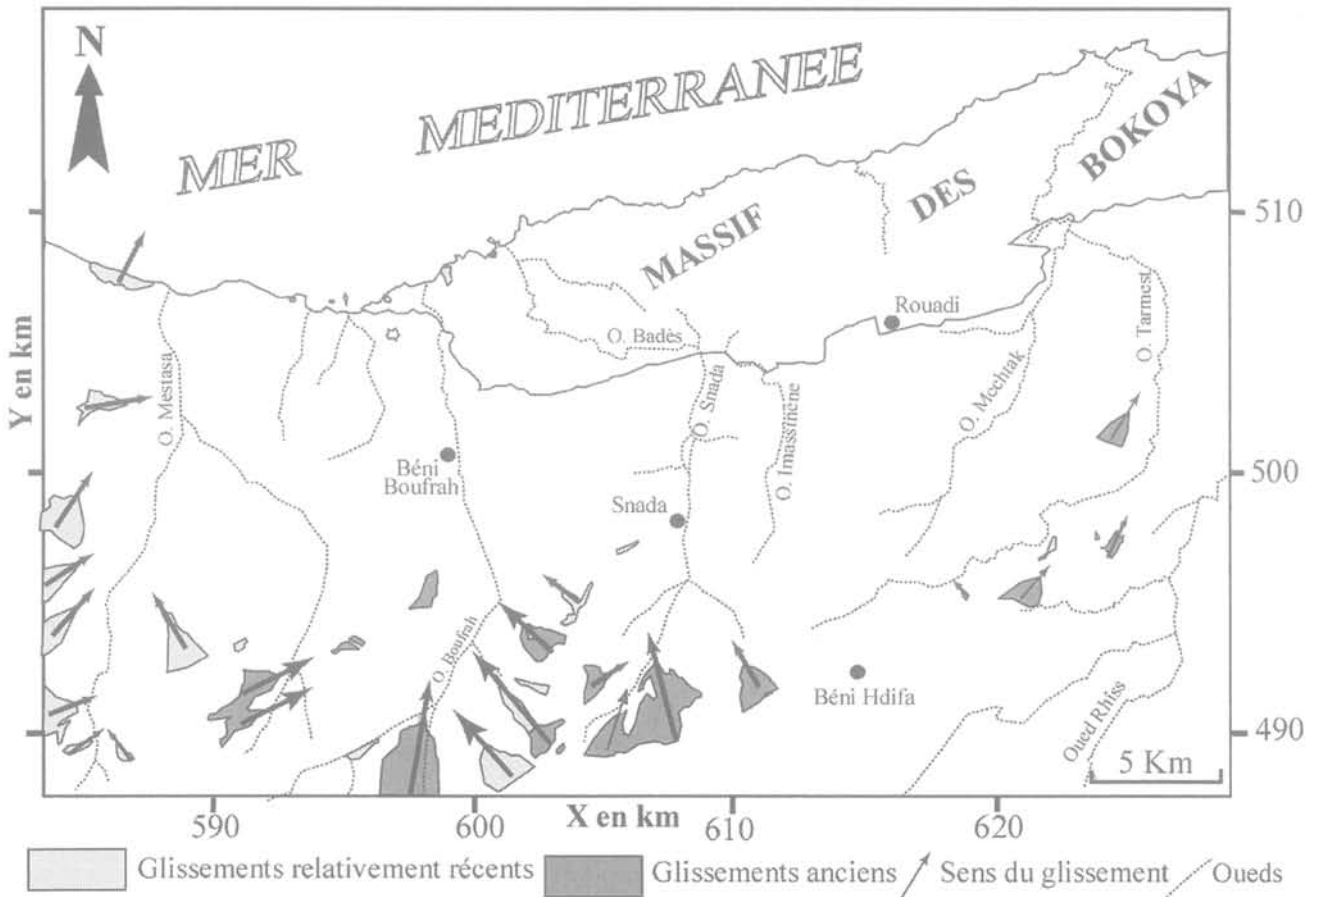 N
MER MEDITERRANEE
MASSIF DES BOKOYA
510
500
490
Y en km
O. Mestasa
O. Badès
Rouadi
O. Snada
O. Imassinène
O. Mechtak
O. Tarmest
Béni
Boufrah
Snada
O. Boufrah
Béni Hdifa
Oued Rhiss
5 Km
590
600
X en km
610
620
Glissements relativement récents
Glissements anciens
Sens du glissement
Oueds